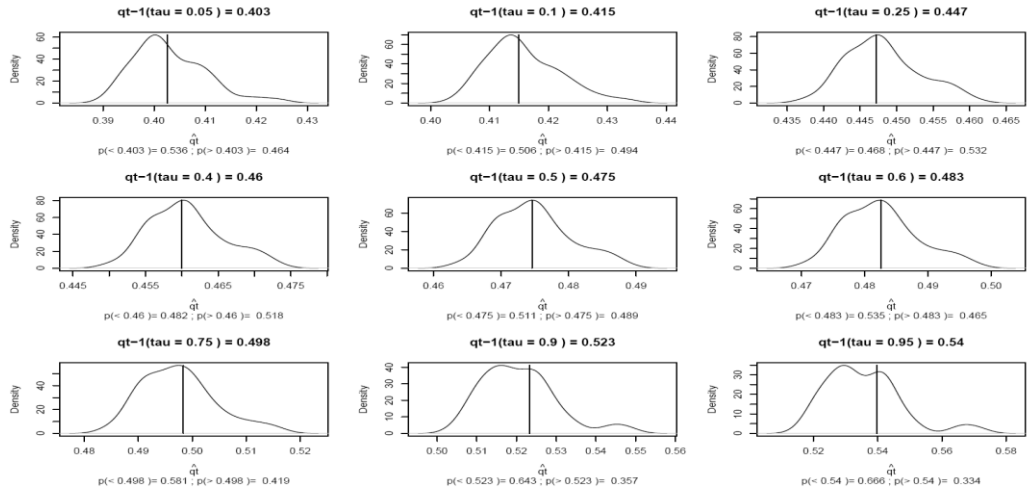 qt−1(tau = 0.05 ) = 0.403
Density
0 20 40 60
0.39 0.40 0.41 0.42 0.43
q̂t
p(< 0.403 )= 0.536 ; p(> 0.403 )= 0.464
qt−1(tau = 0.1 ) = 0.415
Density
0 20 40 60
0.40 0.41 0.42 0.43 0.44
q̂t
p(< 0.415 )= 0.506 ; p(> 0.415 )= 0.494
qt−1(tau = 0.25 ) = 0.447
Density
0 20 40 60 80
0.435 0.440 0.445 0.450 0.455 0.460 0.465
q̂t
p(< 0.447 )= 0.468 ; p(> 0.447 )= 0.532
qt−1(tau = 0.4 ) = 0.46
Density
0 20 40 60 80
0.445 0.455 0.465 0.475
q̂t
p(< 0.46 )= 0.482 ; p(> 0.46 )= 0.518
qt−1(tau = 0.5 ) = 0.475
Density
0 20 40 60
0.46 0.47 0.48 0.49
q̂t
p(< 0.475 )= 0.511 ; p(> 0.475 )= 0.489
qt−1(tau = 0.6 ) = 0.483
Density
0 20 40 60
0.47 0.48 0.49 0.50
q̂t
p(< 0.483 )= 0.535 ; p(> 0.483 )= 0.465
qt−1(tau = 0.75 ) = 0.498
Density
0 20 40
0.48 0.49 0.50 0.51 0.52
q̂t
p(< 0.498 )= 0.581 ; p(> 0.498 )= 0.419
qt−1(tau = 0.9 ) = 0.523
Density
0 10 20 30 40
0.50 0.51 0.52 0.53 0.54 0.55 0.56
q̂t
p(< 0.523 )= 0.643 ; p(> 0.523 )= 0.357
qt−1(tau = 0.95 ) = 0.54
Density
0 10 20 30
0.52 0.54 0.56 0.58
q̂t
p(< 0.54 )= 0.666 ; p(> 0.54 )= 0.334